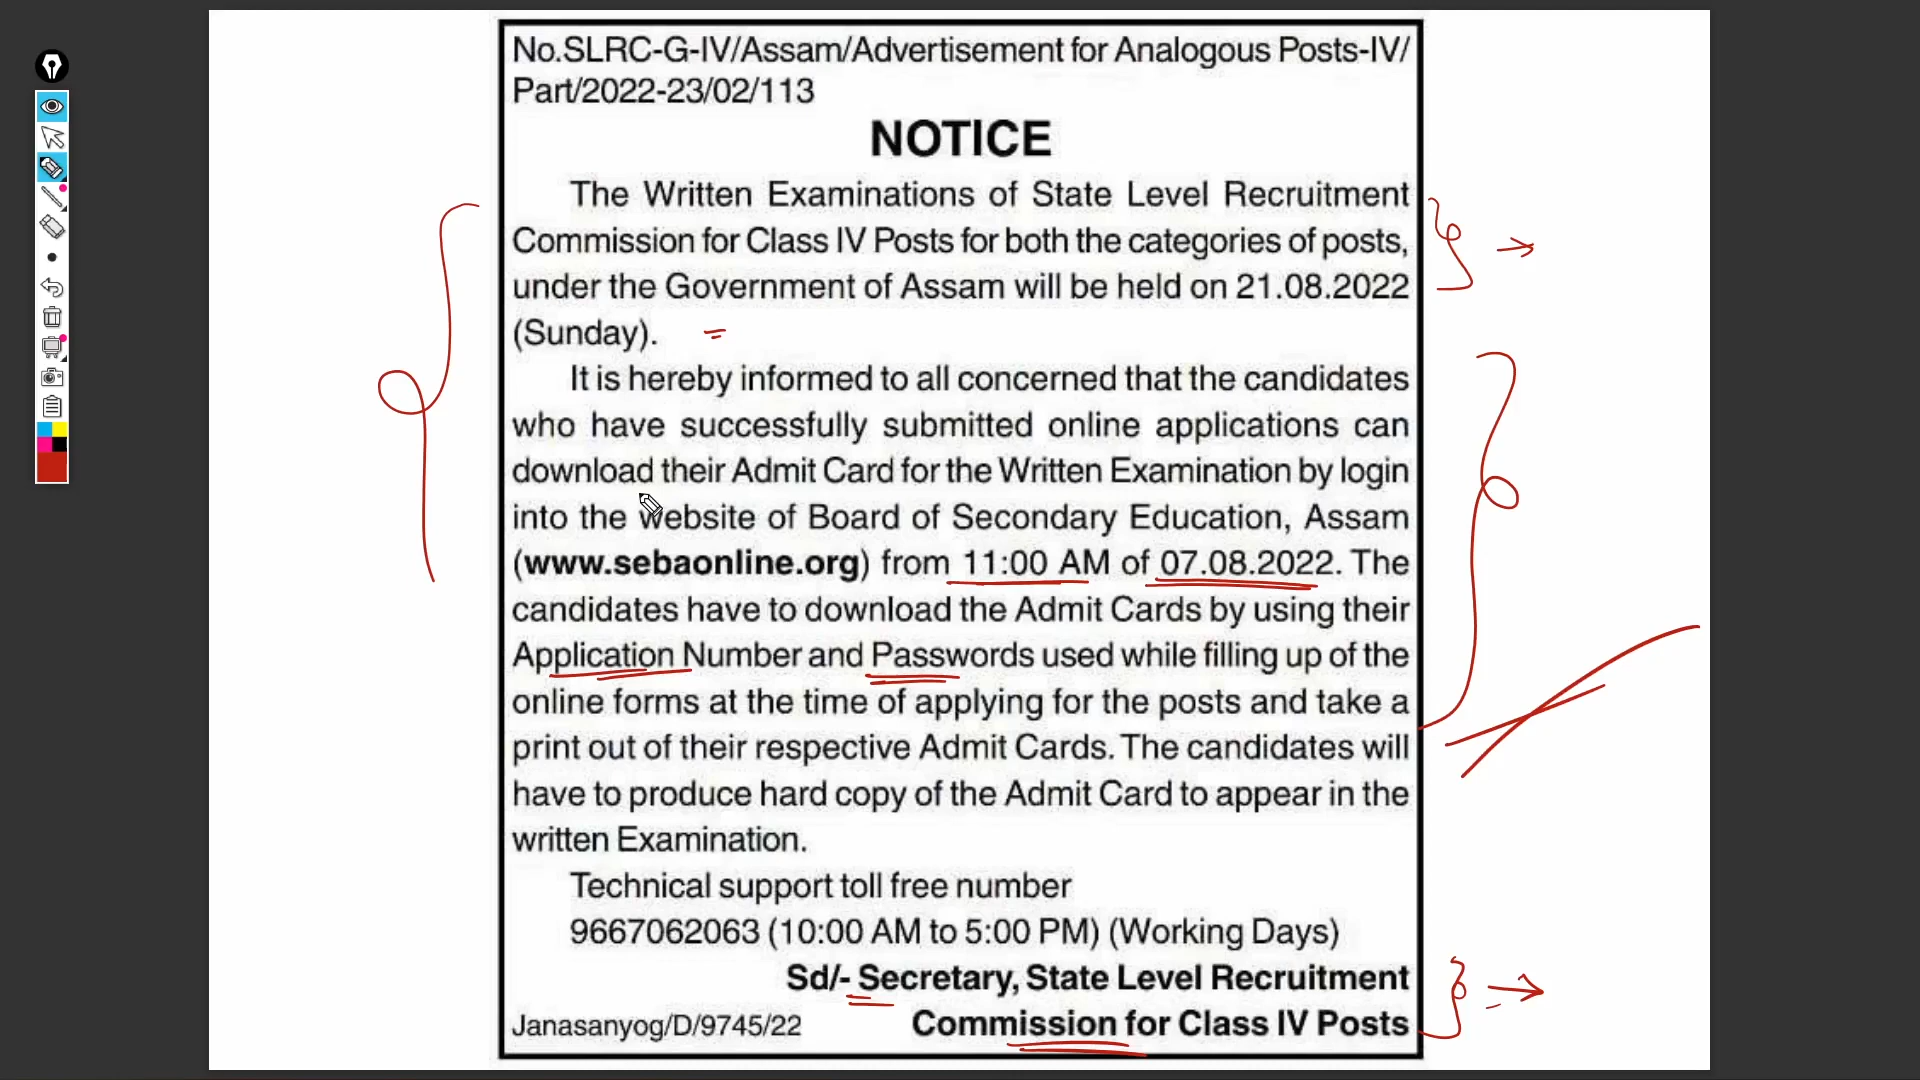 No.SLRC-G-IV/Assam/Advertisement for Analogous Posts-IV/
Part/2022-23/02/113
NOTICE
The Written Examinations of State Level Recruitment
Commission for Class IV Posts for both the categories of posts,
under the Government of Assam will be held on 21.08.2022
(Sunday).
It is hereby informed to all concerned that the candidates
who have successfully submitted online applications can
download their Admit Card for the Written Examination by login
into the website of Board of Secondary Education, Assam
(www.sebaonline.org) from 11:00 AM of 07.08.2022. The
candidates have to download the Admit Cards by using their
Application Number and Passwords used while filling up of the
online forms at the time of applying for the posts and take a
print out of their respective Admit Cards. The candidates will
have to produce hard copy of the Admit Card to appear in the
written Examination.
Technical support toll free number
9667062063 (10:00 AM to 5:00 PM) (Working Days)
Sd/- Secretary, State Level Recruitment
Janasanyog/D/9745/22 Commission for Class IV Posts